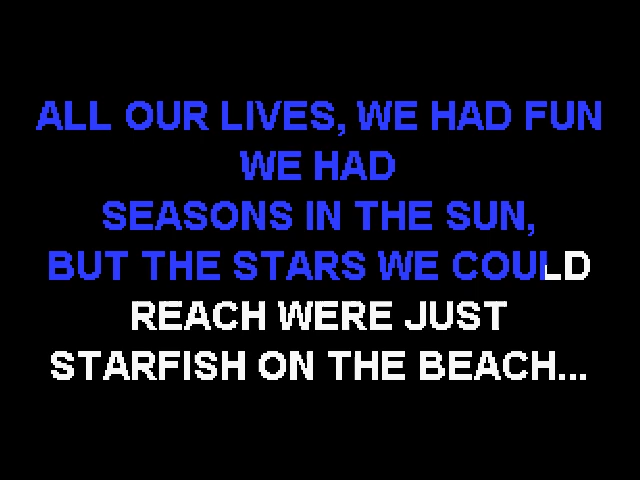 ALL OUR LIVES, WE HAD FUN
WE HAD
SEASONS IN THE SUN,
BUT THE STARS WE COULD
REACH WERE JUST
STARFISH ON THE BEACH...